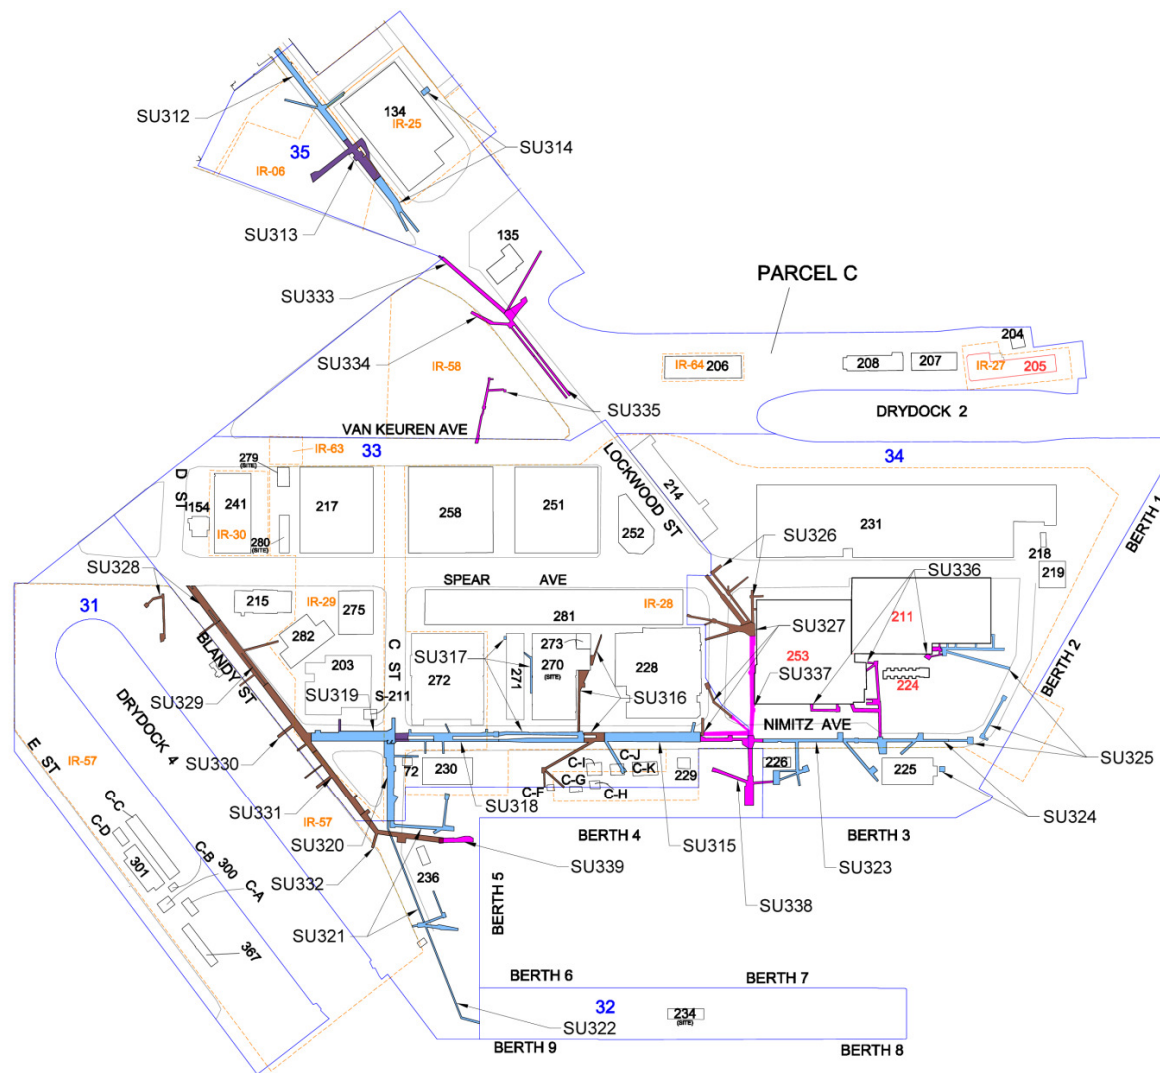 SU312
134
IR-25
35
SU314
IR-06
SU313
135
PARCEL C
SU333
204
SU334
IR-58
IR-64 206
208
207
IR-27
205
SU335
DRYDOCK 2
VAN KEUREN AVE
33
IR-63
34
279
(SITE)
D ST
LOCKWOOD ST
214
BERTH 1
241
217
258
251
154
IR-30
252
231
280
(SITE)
218
SU326
SU328
SPEAR AVE
SU336
219
31
215
IR-29
275
281
IR-28
211
282
C ST
273
SU327
BLANDY ST
203
SU317
253
272
271
270
(SITE)
228
SU337
224
BERTH 2
SU329
SU319
S-211
SU316
DRYDOCK 4
NIMITZ AVE
E ST
SU330
C-J
SU325
IR-57
72
230
C-I
C-K
229
226
225
C-G
C-F
C-H
SU318
C-C
SU331
IR-57
SU324
C-D
SU320
BERTH 4
BERTH 3
C-B
300
SU339
SU315
SU323
301
SU332
236
C-A
BERTH 5
SU338
SU321
367
BERTH 6
BERTH 7
32
234
(SITE)
SU322
BERTH 9
BERTH 8